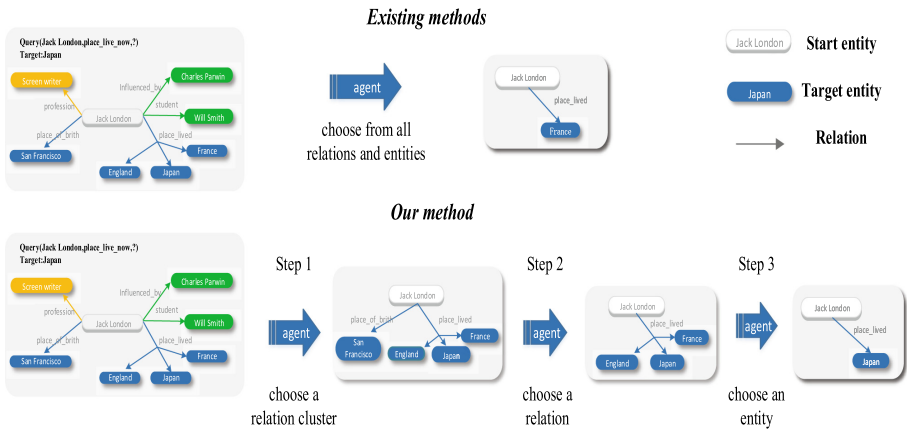 Existing methods
Query(Jack London,place_live_now,?)
Target:Japan
Screen writer
Charles Parwin
Influenced_by
profession
student
Jack London
Will Smith
place_of_brith
place_lived
San Francisco
France
England
Japan
agent
choose from all
relations and entities
Jack London
place_lived
France
Jack London
Start entity
Japan
Target entity
Relation
Our method
Query(Jack London,place_live_now,?)
Target:Japan
Screen writer
Charles Parwin
Influenced_by
profession
student
Jack London
Will Smith
place_of_brith
place_lived
San Francisco
France
England
Japan
Step 1
agent
choose a
relation cluster
Jack London
place_of_brith
place_lived
San
Francisco
France
England
Japan
Step 2
agent
choose a
relation
Jack London
place_lived
France
England
Japan
Step 3
agent
choose an
entity
Jack London
place_lived
Japan